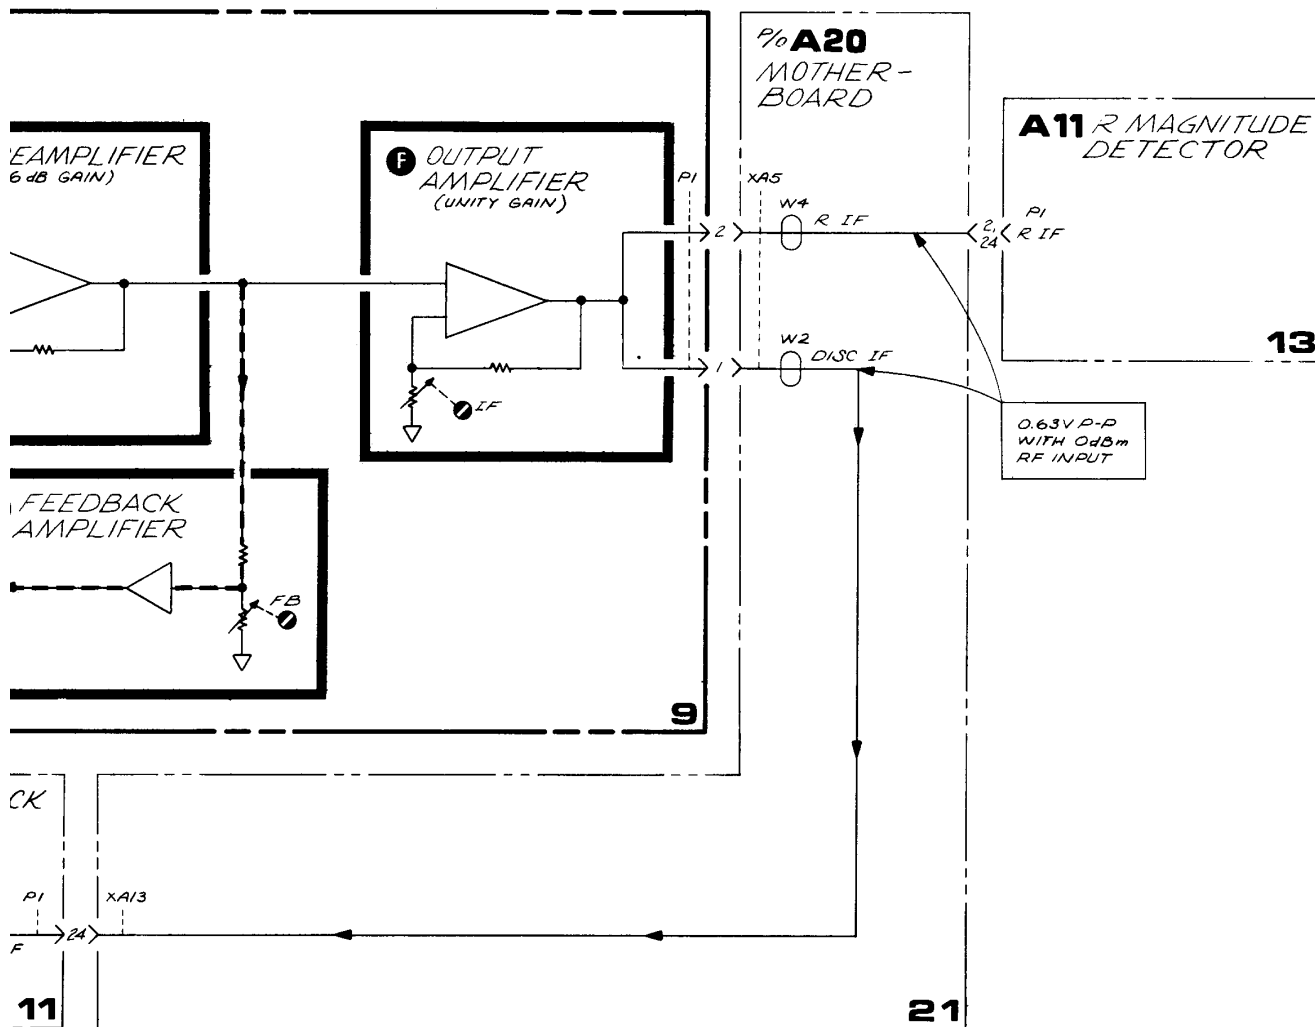 P/O A20
MOTHER-
BOARD
A11 R MAGNITUDE
DETECTOR
EAMPLIFIER
6 dB GAIN)
F OUTPUT
AMPLIFIER
(UNITY GAIN)
P1
XA5
W4
R IF
2
2,
24
P1
R IF
13
W2
DISC IF
1
IF
0.63V P-P
WITH 0dBm
RF INPUT
FEEDBACK
AMPLIFIER
FB
9
CK
P1
XA13
24
F
11
21